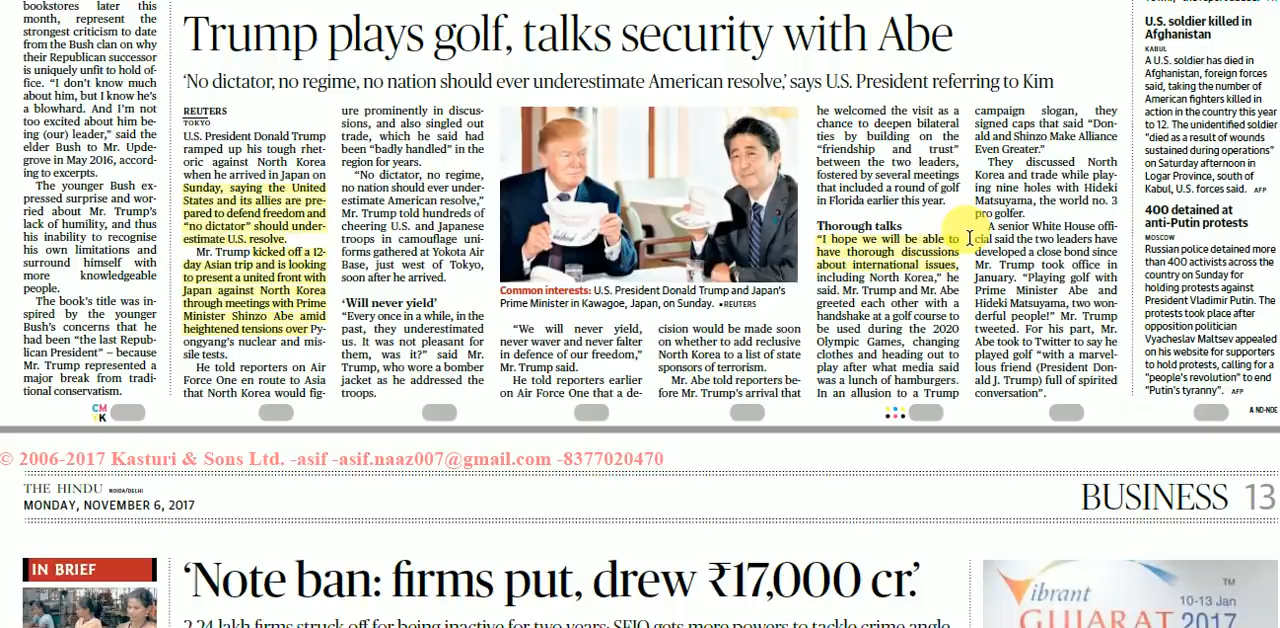 bookstores later this
month, represent the
strongest criticism to date
from the Bush clan on why
their Republican successor
is uniquely unfit to hold of-
fice. “I don’t know much
about him, but I know he’s
a blowhard. And I’m not
too excited about him be-
ing (our) leader,” said the
elder Bush to Mr. Upde-
grove in May 2016, accord-
ing to excerpts.
The younger Bush ex-
pressed surprise and wor-
ried about Mr. Trump’s
lack of humility, and thus
his inability to recognise
his own limitations and
surround himself with
more knowledgeable
people.
The book’s title was in-
spired by the younger
Bush’s concerns that he
had been “the last Repub-
lican President” – because
Mr. Trump represented a
major break from tradi-
tional conservatism.
Trump plays golf, talks security with Abe
‘No dictator, no regime, no nation should ever underestimate American resolve,’ says U.S. President referring to Kim
REUTERS
TOKYO
U.S. President Donald Trump
ramped up his tough rhet-
oric against North Korea
when he arrived in Japan on
Sunday, saying the United
States and its allies are pre-
pared to defend freedom and
“no dictator” should under-
estimate U.S. resolve.
Mr. Trump kicked off a 12-
day Asian trip and is looking
to present a united front with
Japan against North Korea
through meetings with Prime
Minister Shinzo Abe amid
heightened tensions over Py-
ongyang’s nuclear and mis-
sile tests.
He told reporters on Air
Force One en route to Asia
that North Korea would fig-
ure prominently in discus-
sions, and also singled out
trade, which he said had
been “badly handled” in the
region for years.
“No dictator, no regime,
no nation should ever under-
estimate American resolve,”
Mr. Trump told hundreds of
cheering U.S. and Japanese
troops in camouflage uni-
forms gathered at Yokota Air
Base, just west of Tokyo,
soon after he arrived.
‘Will never yield’
“Every once in a while, in the
past, they underestimated
us. It was not pleasant for
them, was it?” said Mr.
Trump, who wore a bomber
jacket as he addressed the
troops.
Common interests: U.S. President Donald Trump and Japan's
Prime Minister in Kawagoe, Japan, on Sunday. •REUTERS
“We will never yield,
never waver and never falter
in defence of our freedom,”
Mr. Trump said.
He told reporters earlier
on Air Force One that a de-
cision would be made soon
on whether to add reclusive
North Korea to a list of state
sponsors of terrorism.
Mr. Abe told reporters be-
fore Mr. Trump’s arrival that
he welcomed the visit as a
chance to deepen bilateral
ties by building on the
“friendship and trust”
between the two leaders,
fostered by several meetings
that included a round of golf
in Florida earlier this year.
Thorough talks
“I hope we will be able to
have thorough discussions
about international issues,
including North Korea,” he
said. Mr. Trump and Mr. Abe
greeted each other with a
handshake at a golf course to
be used during the 2020
Olympic Games, changing
clothes and heading out to
play after what media said
was a lunch of hamburgers.
In an allusion to a Trump
campaign slogan, they
signed caps that said “Don-
ald and Shinzo Make Alliance
Even Greater.”
They discussed North
Korea and trade while play-
ing nine holes with Hideki
Matsuyama, the world no. 3
pro golfer.
A senior White House offi-
cial said the two leaders have
developed a close bond since
Mr. Trump took office in
January. “Playing golf with
Prime Minister Abe and
Hideki Matsuyama, two won-
derful people!” Mr. Trump
tweeted. For his part, Mr.
Abe took to Twitter to say he
played golf “with a marvel-
lous friend (President Don-
ald J. Trump) full of spirited
conversation”.
U.S. soldier killed in
Afghanistan
KABUL
A U.S. soldier has died in
Afghanistan, foreign forces
said, taking the number of
American fighters killed in
action in the country this year
to 12. The unidentified soldier
"died as a result of wounds
sustained during operations"
on Saturday afternoon in
Logar Province, south of
Kabul, U.S. forces said. AFP
400 detained at
anti-Putin protests
MOSCOW
Russian police detained more
than 400 activists across the
country on Sunday for
holding protests against
President Vladimir Putin. The
protests took place after
opposition politician
Vyacheslav Maltsev appealed
on his website for supporters
to hold protests, calling for a
"people's revolution" to end
"Putin's tyranny". AFP
CM
YK
A ND-NDE
© 2006-2017 Kasturi & Sons Ltd. -asif -asif.naaz007@gmail.com -8377020470
THE HINDU NOIDA/DELHI
MONDAY, NOVEMBER 6, 2017
BUSINESS 13
IN BRIEF
‘Note ban: firms put, drew ₹17,000 cr.’
2.24 lakh firms struck off for being inactive for two years; SFIO gets more powers to tackle crime angle
Vibrant
TM
10-13 Jan
GUJARAT 2017